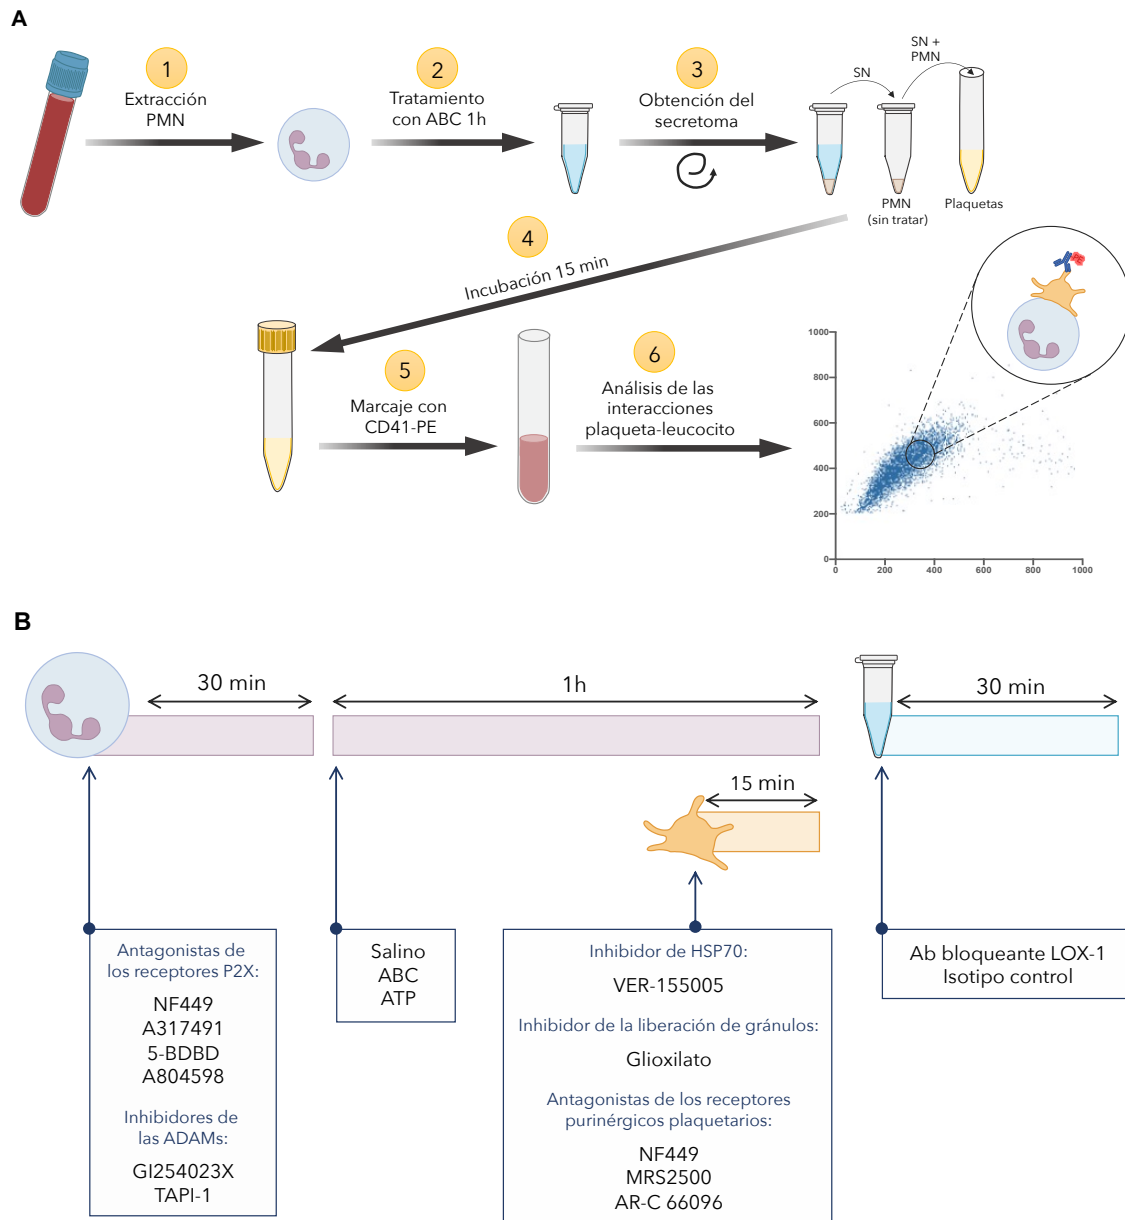 A
1
Extracción
PMN
2
Tratamiento
con ABC 1h
3
Obtención del
secretoma
SN
SN +
PMN
PMN
(sin tratar)
Plaquetas
4
Incubación 15 min
5
Marcaje con
CD41-PE
6
Análisis de las
interacciones
plaqueta-leucocito
1000
800
600
400
200
0
0
200
400
600
800
1000
B
30 min
1h
30 min
15 min
Antagonistas de
los receptores P2X:
NF449
A317491
5-BDBD
A804598
Inhibidores de
las ADAMs:
GI254023X
TAPI-1
Salino
ABC
ATP
Inhibidor de HSP70:
VER-155005
Inhibidor de la liberación de gránulos:
Glioxilato
Antagonistas de los receptores
purinérgicos plaquetarios:
NF449
MRS2500
AR-C 66096
Ab bloqueante LOX-1
Isotipo control